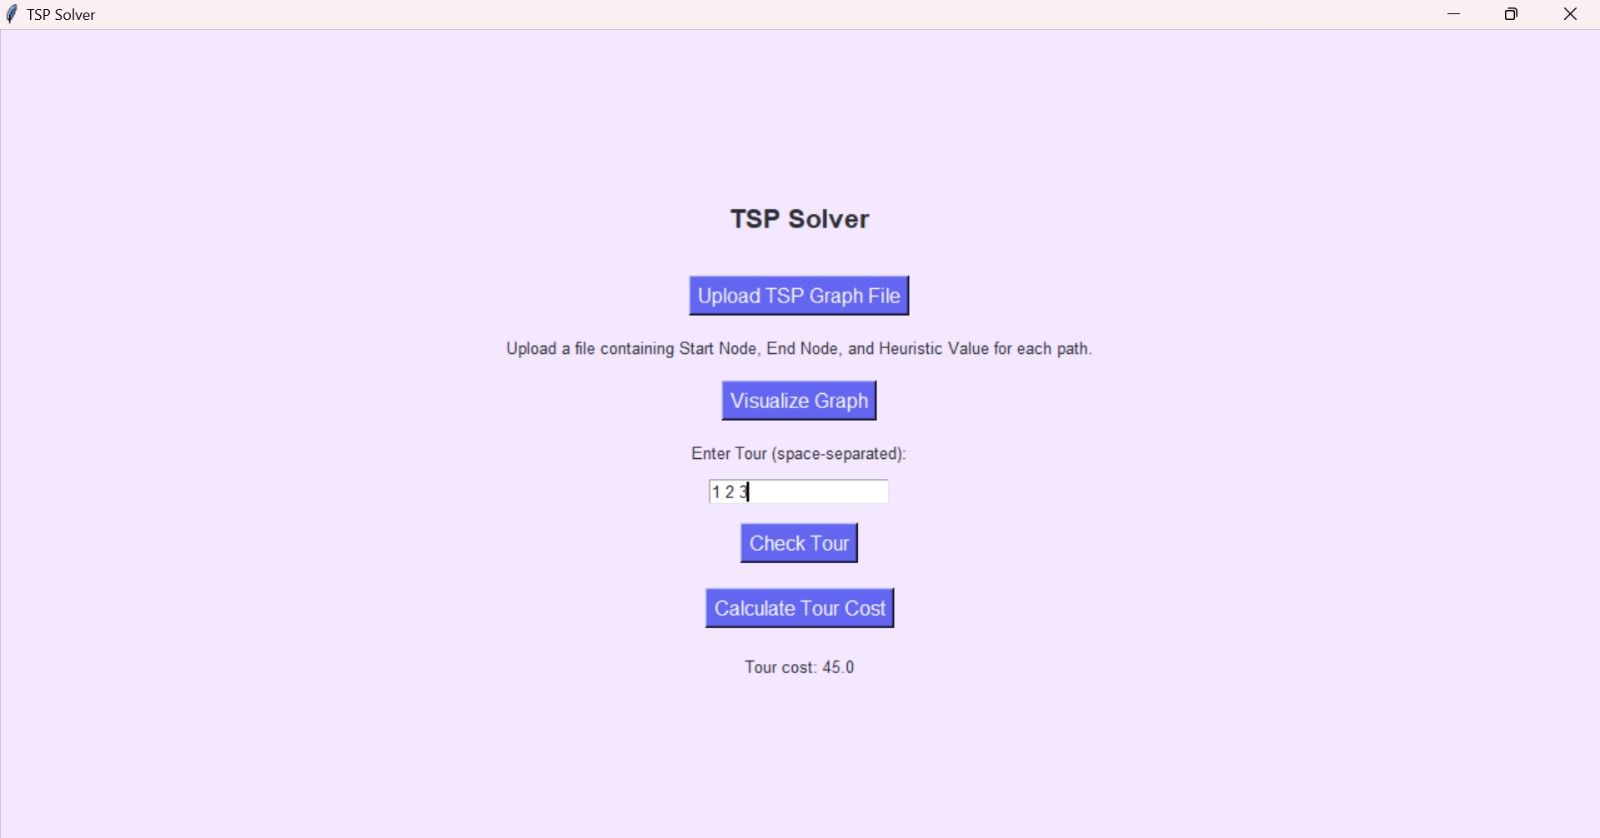 TSP Solver
TSP Solver
Upload TSP Graph File
Upload a file containing Start Node, End Node, and Heuristic Value for each path.
Visualize Graph
Enter Tour (space-separated):
1 2 3
Check Tour
Calculate Tour Cost
Tour cost: 45.0